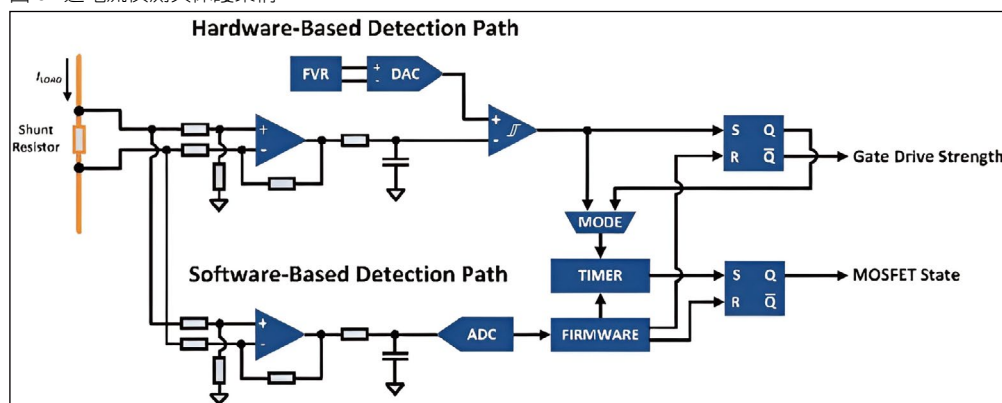 Hardware-Based Detection Path
I LOAD
FVR
+
-
DAC
Shunt
Resistor
+
-
+
-
S Q
R Q̅
Gate Drive Strength
MODE
Software-Based Detection Path
TIMER
S Q
R Q̅
MOSFET State
+
-
ADC
FIRMWARE